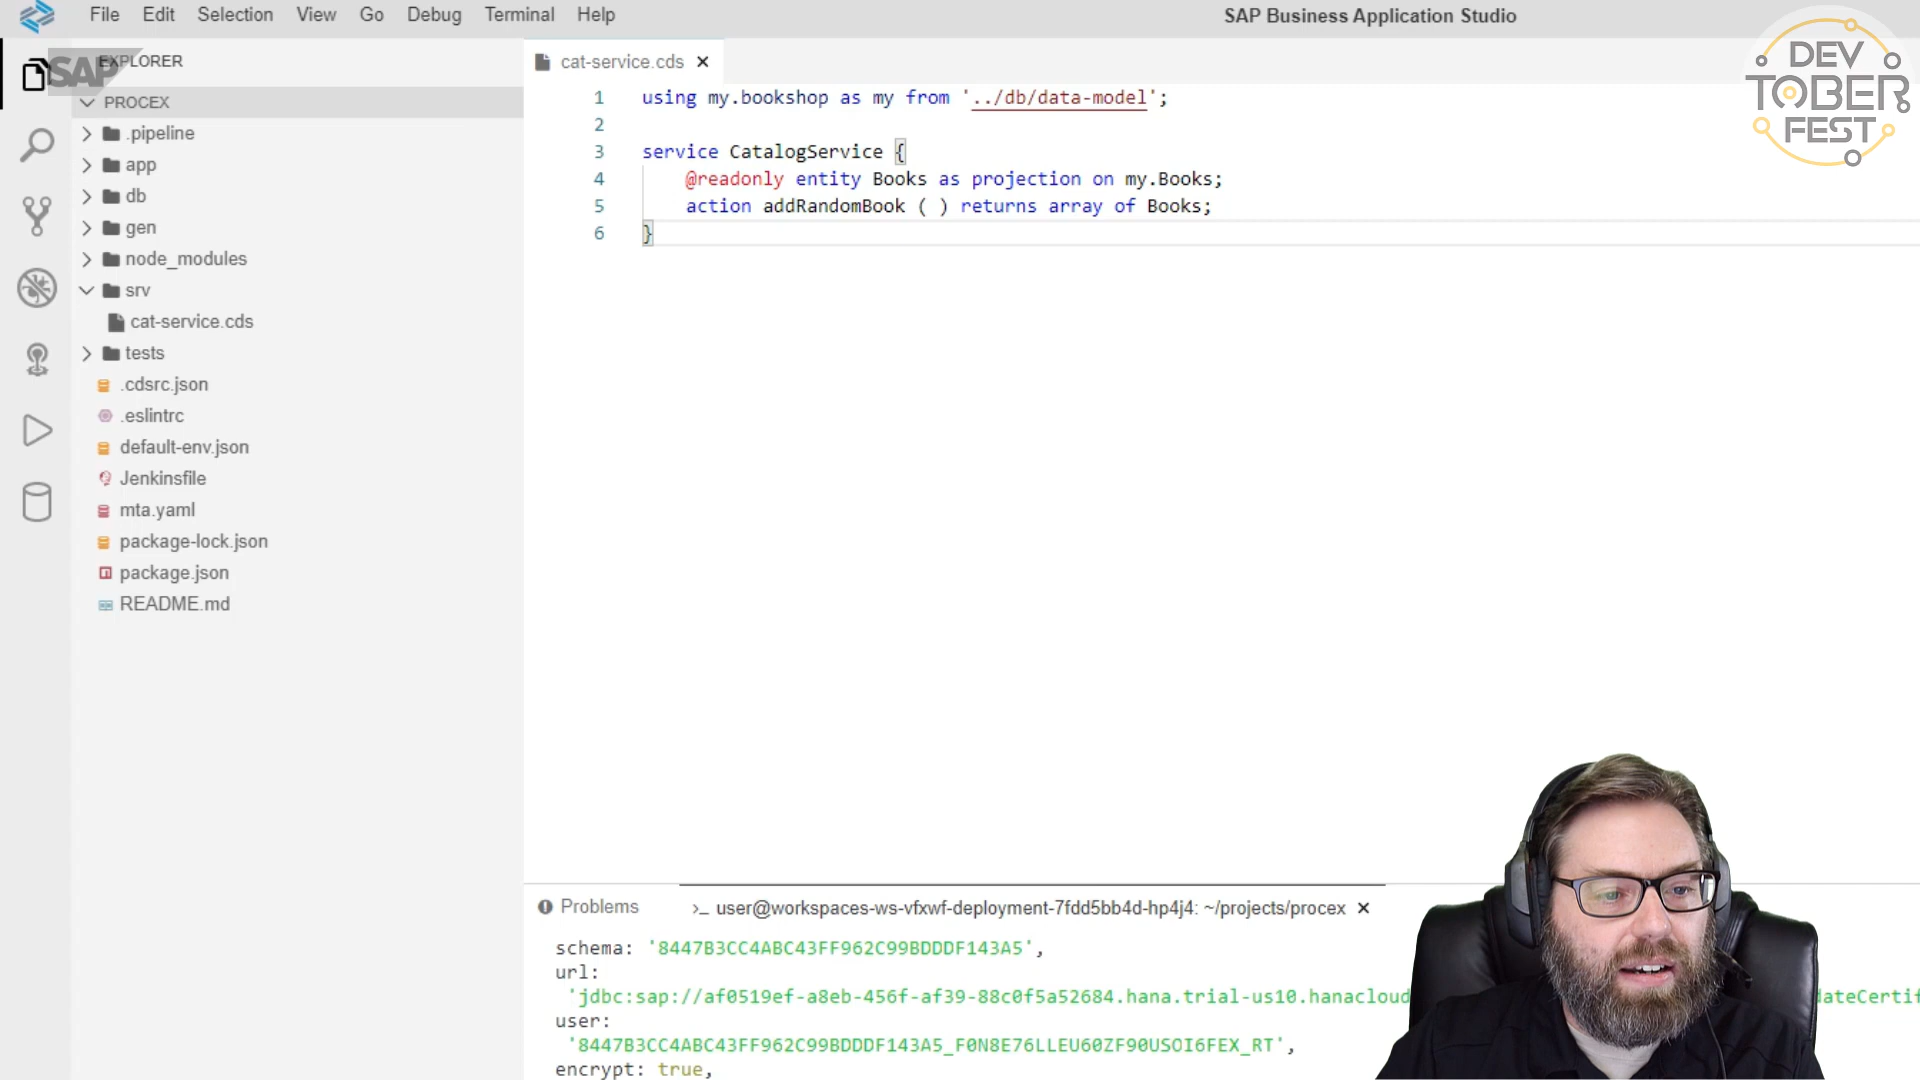 File Edit Selection View Go Debug Terminal Help
SAP Business Application Studio
DEV
TOBER
FEST
SAP
EXPLORER
PROCEX
.pipeline
app
db
gen
node_modules
srv
cat-service.cds
tests
.cdsrc.json
.eslintrc
default-env.json
Jenkinsfile
mta.yaml
package-lock.json
package.json
README.md
cat-service.cds ×
1 using my.bookshop as my from '../db/data-model';
2
3 service CatalogService {
4 @readonly entity Books as projection on my.Books;
5 action addRandomBook ( ) returns array of Books;
6 }
Problems
>_ user@workspaces-ws-vfxwf-deployment-7fdd5bb4d-hp4j4: ~/projects/procex ×
schema: '8447B3CC4ABC43FF962C99BDDDF143A5',
url:
'jdbc:sap://af0519ef-a8eb-456f-af39-88c0f5a52684.hana.trial-us10.hanacloud
user:
'8447B3CC4ABC43FF962C99BDDDF143A5_F0N8E76LLEU60ZF90USOI6FEX_RT',
encrypt: true,